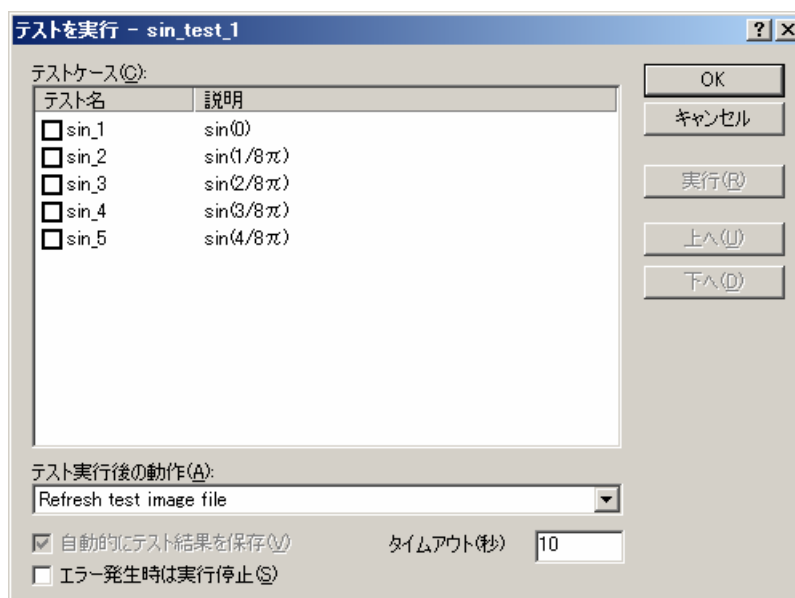 テストを実行 - sin_test_1
テストケース(C):
テスト名 説明
sin_1 sin(0)
sin_2 sin(1/8π)
sin_3 sin(2/8π)
sin_4 sin(3/8π)
sin_5 sin(4/8π)
OK
キャンセル
実行(R)
上へ(U)
下へ(D)
テスト実行後の動作(A):
Refresh test image file
自動的にテスト結果を保存(V) タイムアウト(秒) 10
エラー発生時は実行停止(S)